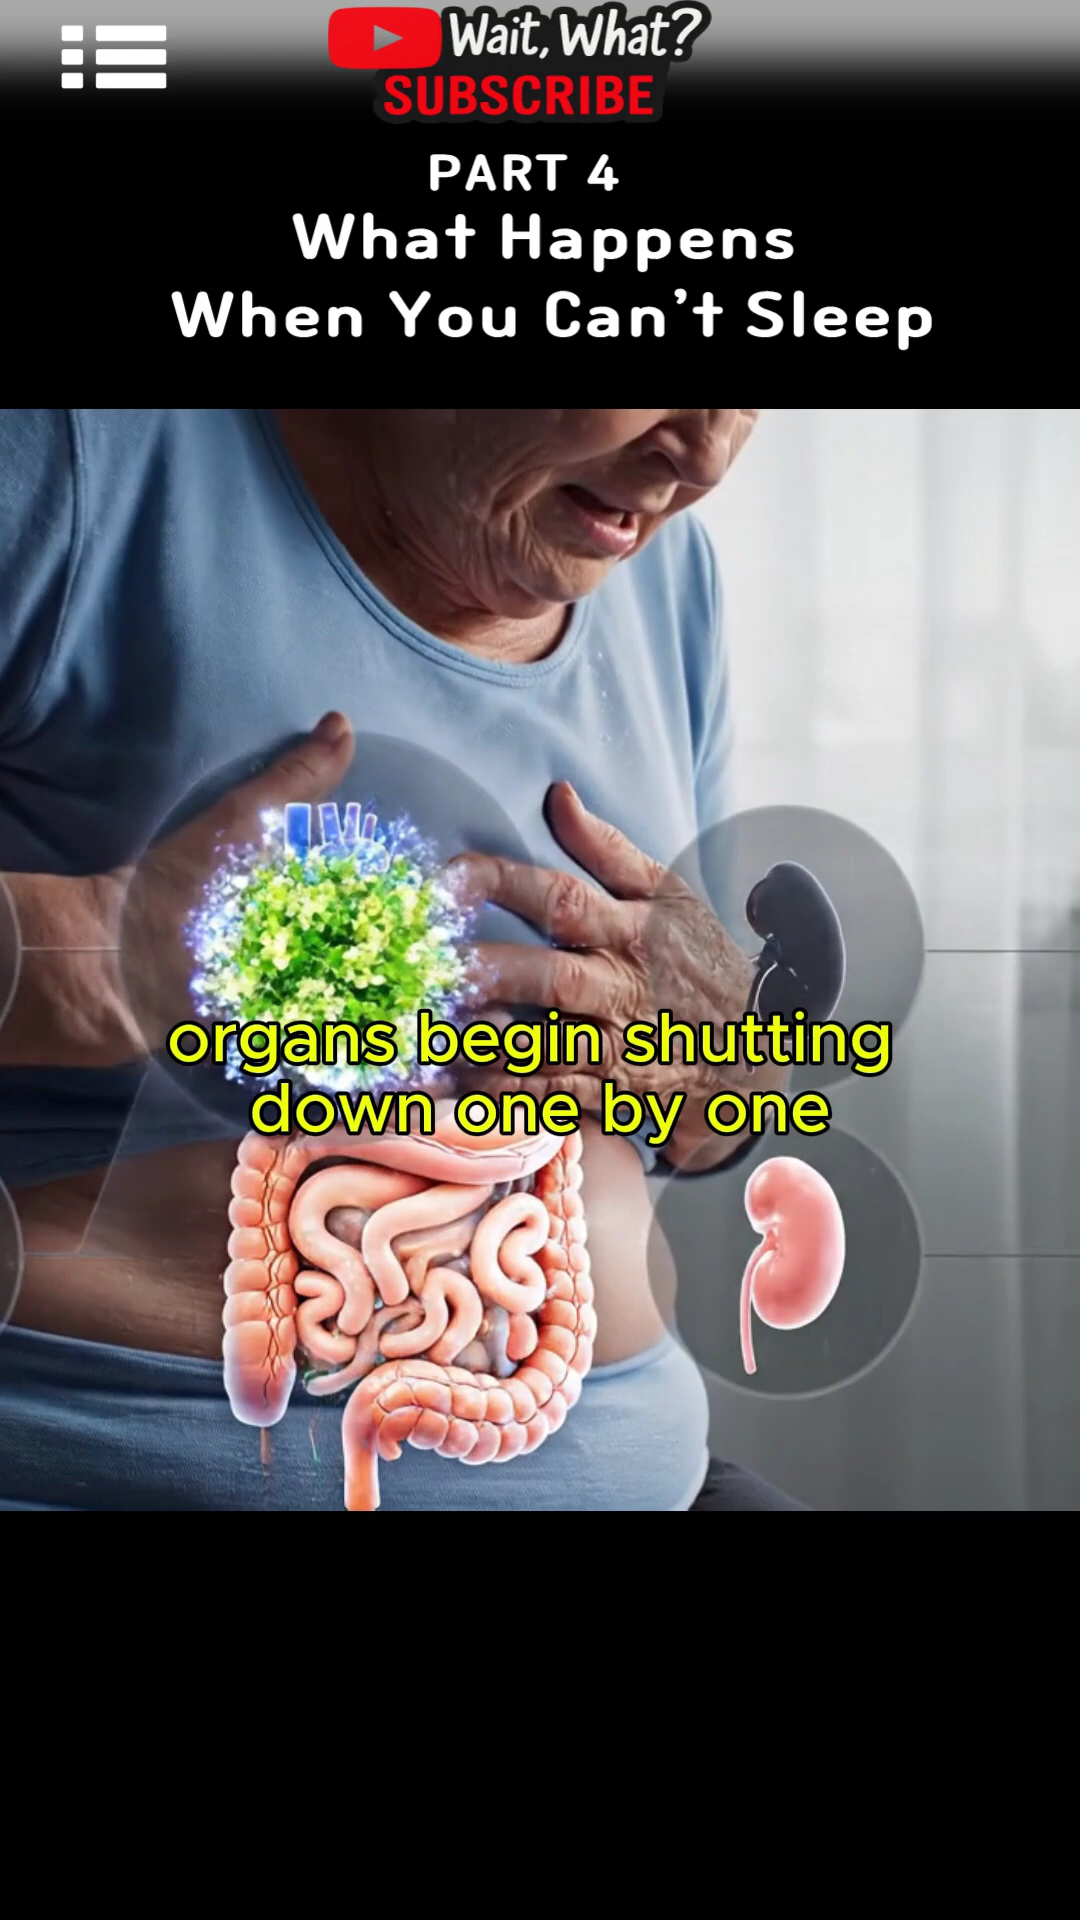 Wait, What?
SUBSCRIBE
PART 4
What Happens
When You Can't Sleep
organs begin shutting
down one by one